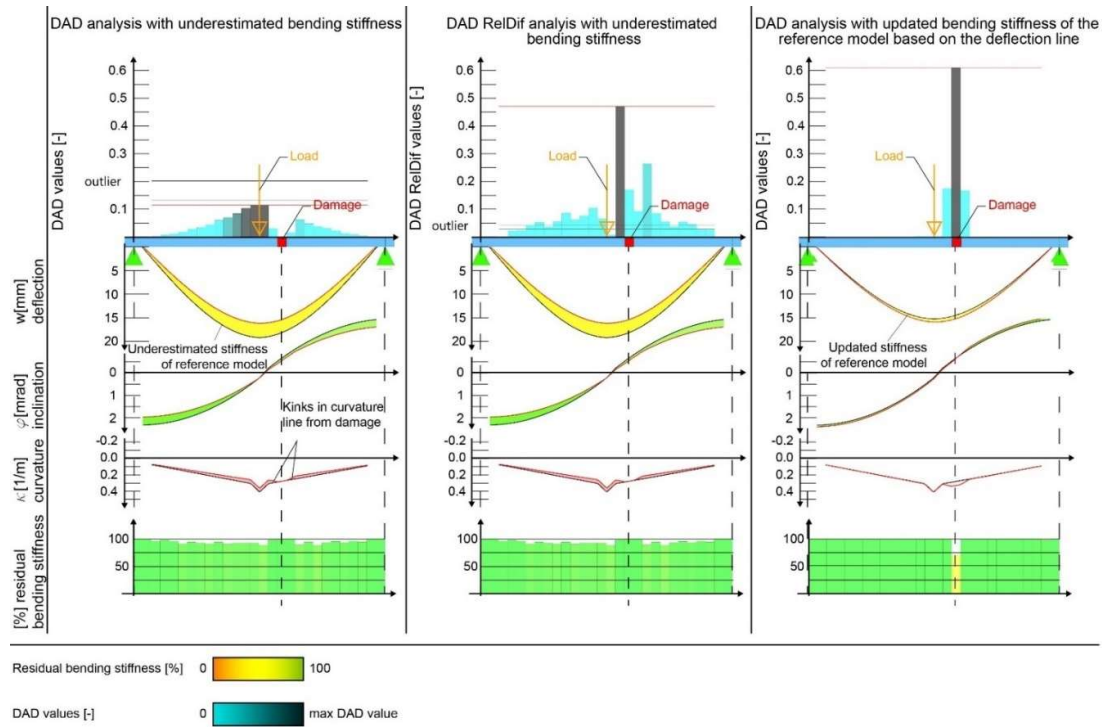 DAD analysis with underestimated bending stiffness
DAD values [-]
0.6
0.5
0.4
0.3
0.2
0.1
outlier
Load
Damage
w[mm]
deflection
5
10
15
20
Underestimated stiffness
of reference model
φ[mrad]
inclination
0
1
2
Kinks in curvature
line from damage
κ [1/m]
curvature
-0.2
0.0
0.2
0.4
[%] residual
bending stiffness
100
50
DAD RelDif analysis with underestimated
bending stiffness
DAD RelDif values [-]
0.6
0.5
0.4
0.3
0.2
0.1
outlier
Load
Damage
5
10
15
20
0
1
2
-0.2
0.0
0.2
0.4
100
50
DAD analysis with updated bending stiffness of the
reference model based on the deflection line
DAD values [-]
0.6
0.5
0.4
0.3
0.2
0.1
Load
Damage
5
10
15
20
Updated stiffness
of reference model
0
1
2
-0.2
0.0
0.2
0.4
100
50
Residual bending stiffness [%] 0 100
DAD values [-] 0 max DAD value